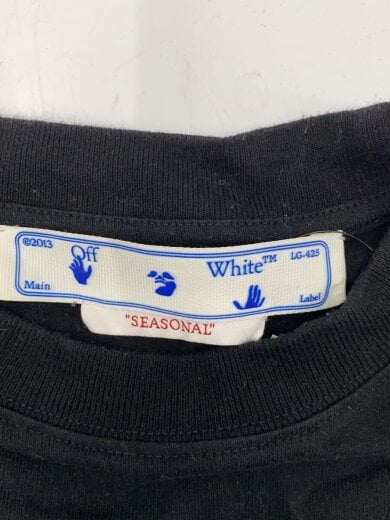 ©2013 Off White™ LG-425
Main Label
"SEASONAL"